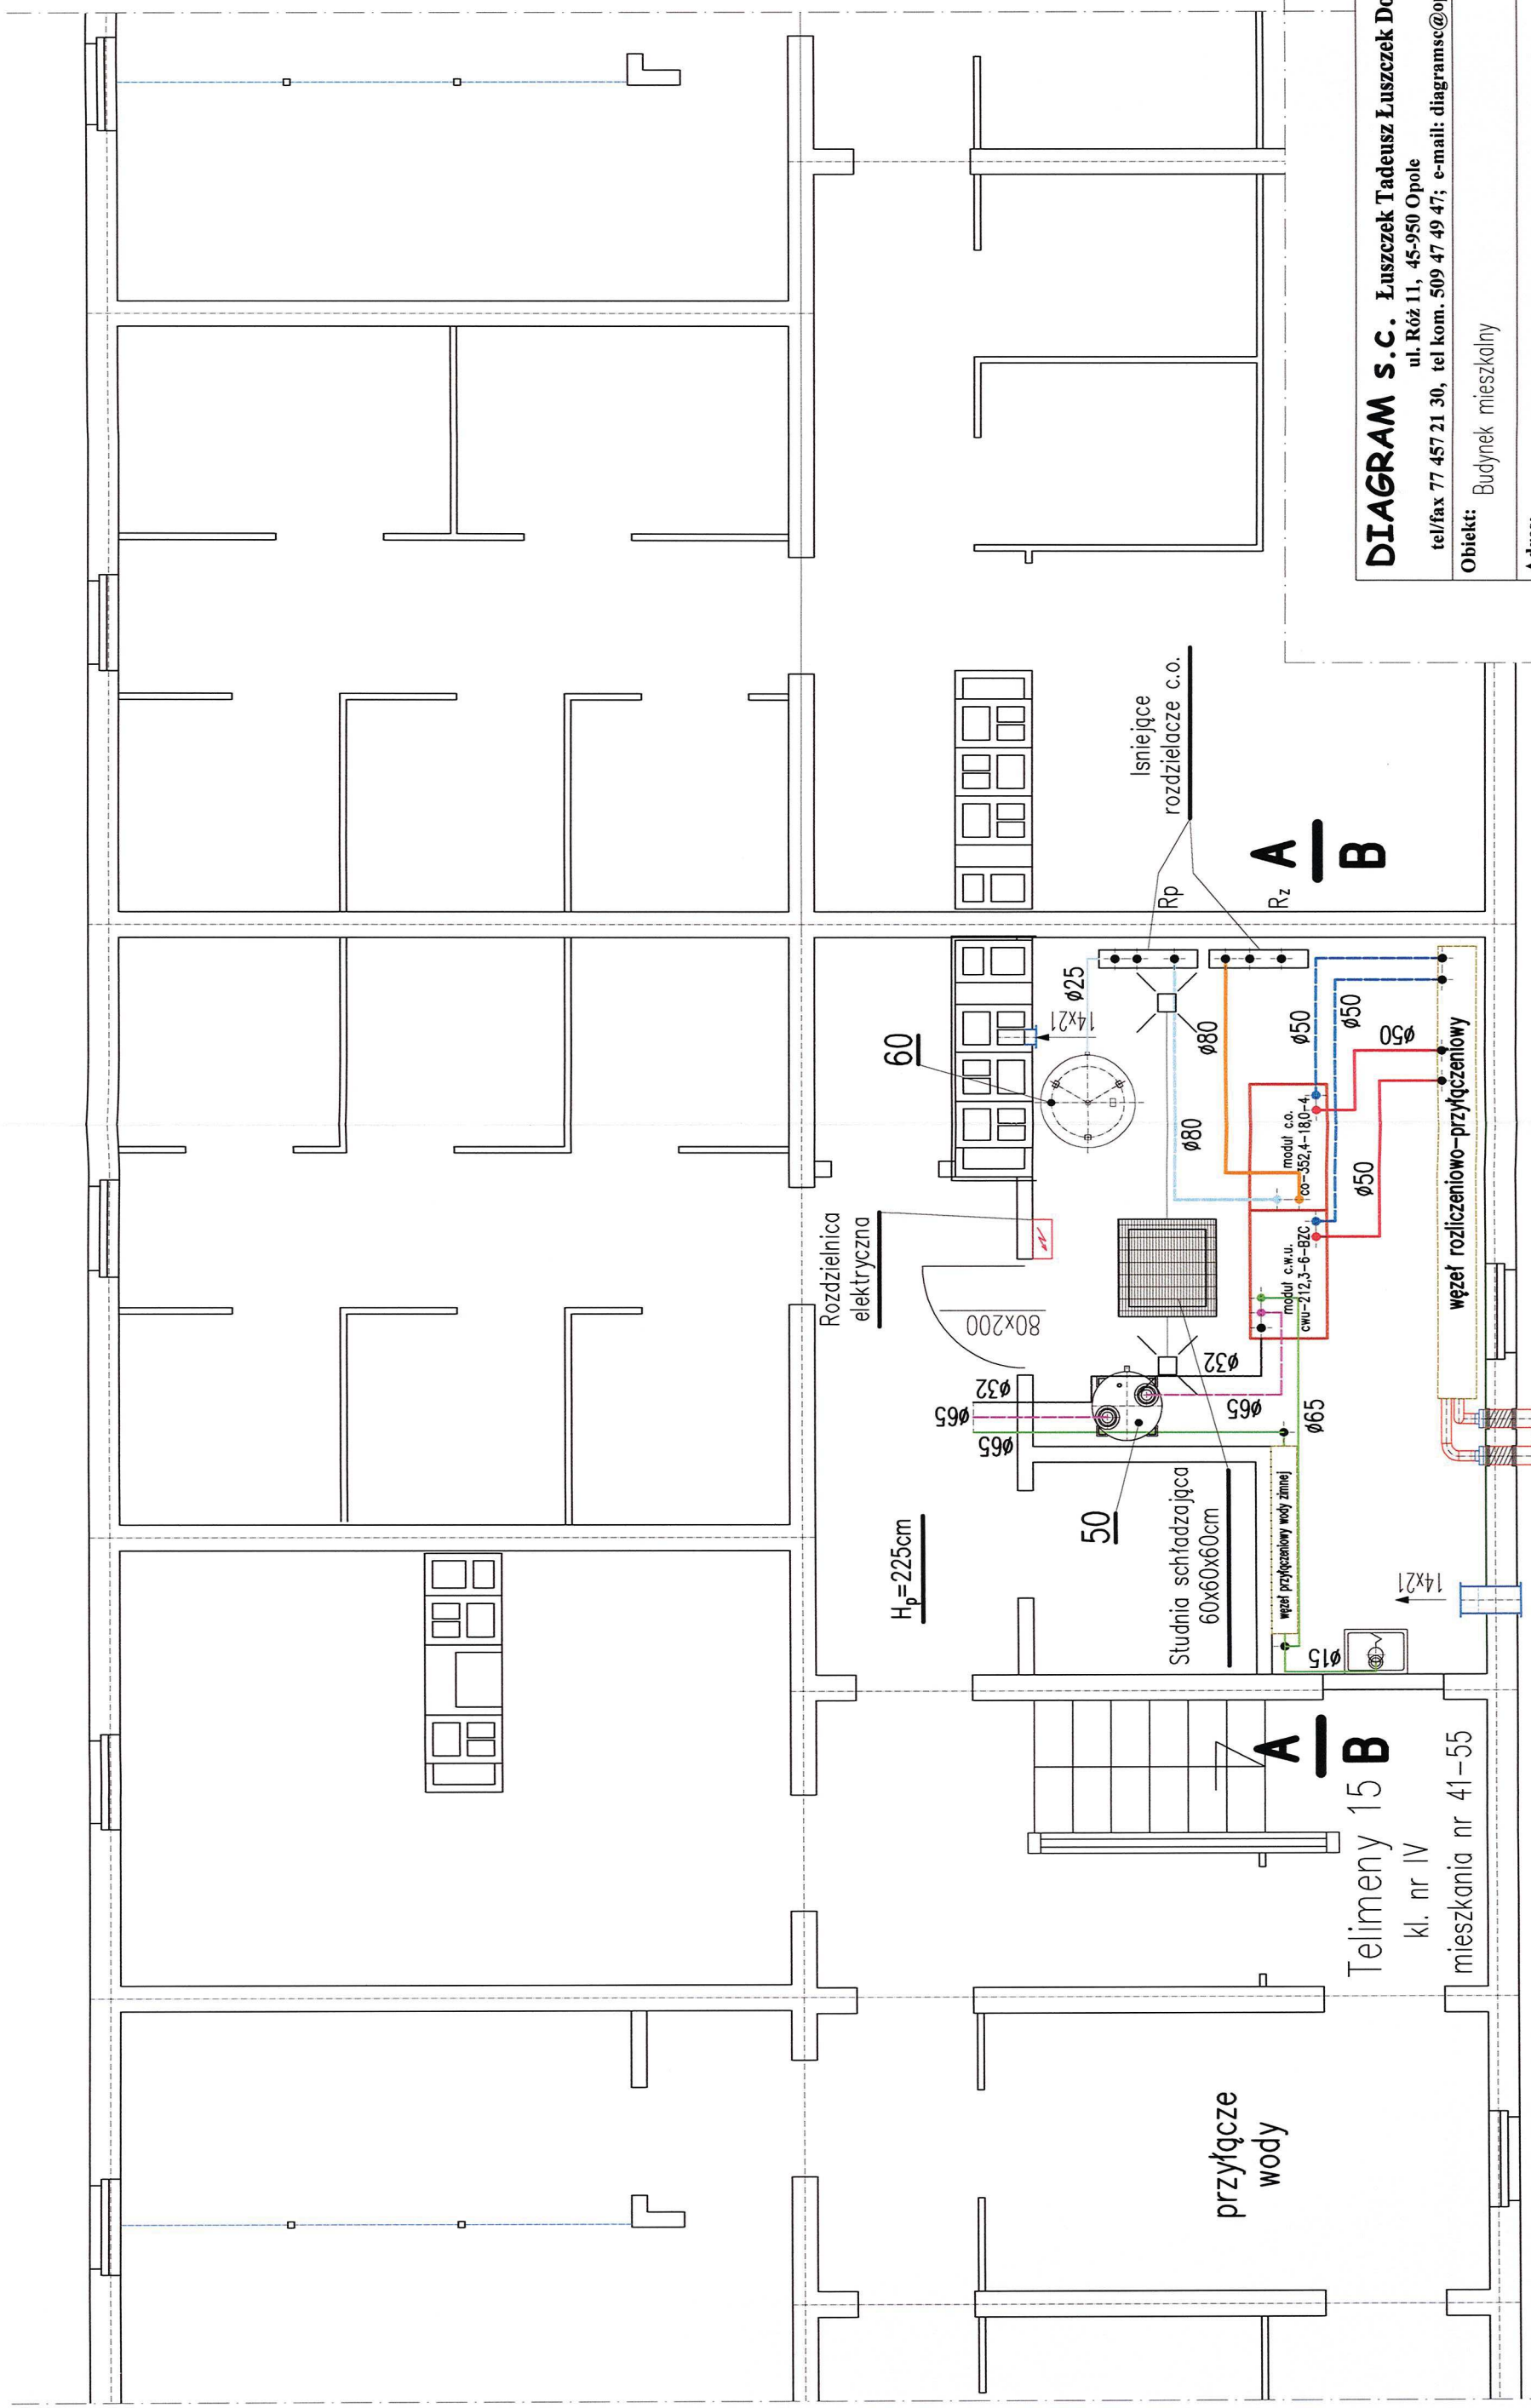 DIAGRAM s.c. Łuszczek Tadeusz Łuszczek Do
ul. Róż 11, 45-950 Opole
tel/fax 77 457 21 30, tel kom. 509 47 49 47; e-mail: diagramsc@o
Obiekt: Budynek mieszkalny
Isniejące
rozdzielacze c.o.
Rp
Rz
A
B
60
ø25
14x21
ø80
ø80
ø50
ø50
ø50
ø50
moduł c.o.
co-352,4-18,0-4
moduł c.w.u.
cwu-212,3-6-BZC
węzeł rozliczeniowo-przyłączeniowy
Rozdzielnica
elektryczna
80x200
ø32
ø32
ø65
ø65
ø65
ø65
Hp=225cm
50
Studnia schładzająca
60x60x60cm
węzeł przyłączeniowy wody zimnej
ø15
14x21
A
B
Telimeny 15
kl. nr IV
mieszkania nr 41-55
przyłącze
wody